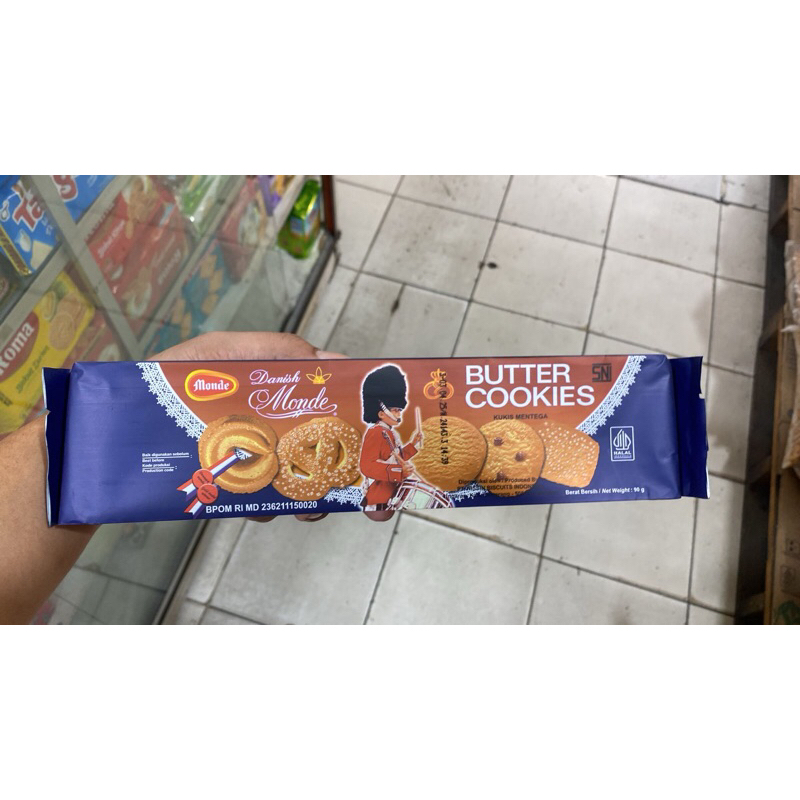 Monde
Danish
Monde
BUTTER
COOKIES
SNI
KUKIS MENTEGA
HALAL
Baik digunakan sebelum :
Best before
Kode produksi :
Production code
BPOM RI MD 236211150020
Berat Bersih / Net Weight : 90 g
Roma